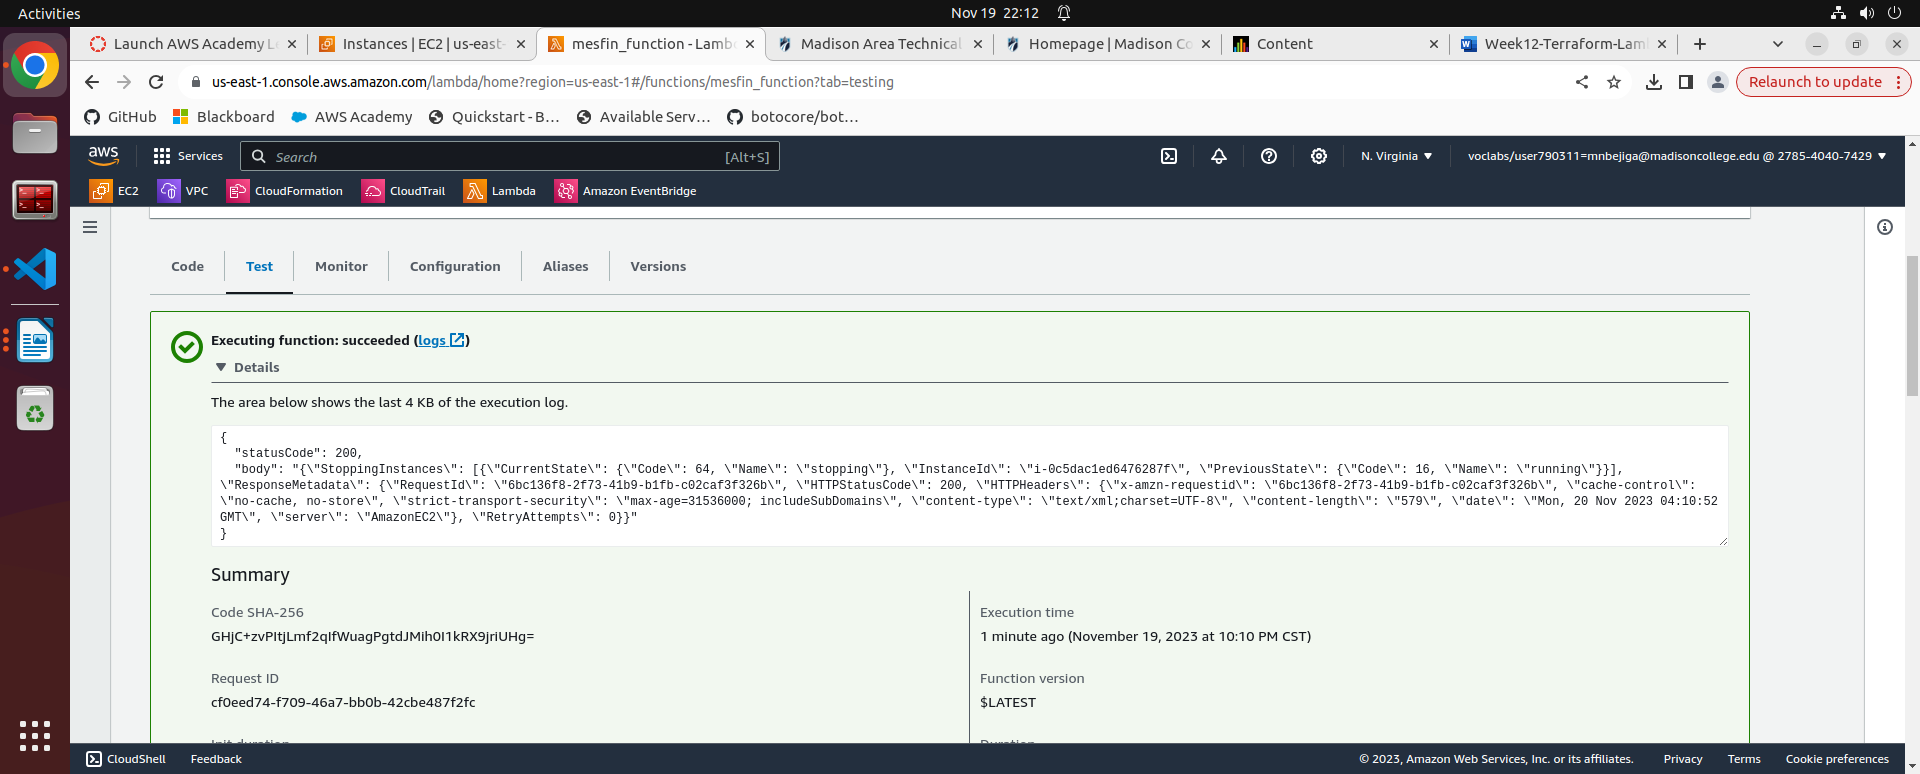 Activities
Nov 19 22:12
Launch AWS Academy Le
Instances | EC2 | us-east-
mesfin_function - Lambd
Madison Area Technical
Homepage | Madison Co
Content
Week12-Terraform-Lam
us-east-1.console.aws.amazon.com/lambda/home?region=us-east-1#/functions/mesfin_function?tab=testing
Relaunch to update
GitHub
Blackboard
AWS Academy
Quickstart - B...
Available Serv...
botocore/bot...
aws
Services
Search
[Alt+S]
N. Virginia
voclabs/user790311=mnbejiga@madisoncollege.edu @ 2785-4040-7429
EC2
VPC
CloudFormation
CloudTrail
Lambda
Amazon EventBridge
Code
Test
Monitor
Configuration
Aliases
Versions
Executing function: succeeded (logs)
Details
The area below shows the last 4 KB of the execution log.
{
"statusCode": 200,
"body": "{\"StoppingInstances\": [{\"CurrentState\": {\"Code\": 64, \"Name\": \"stopping\"}, \"InstanceId\": \"i-0c5dac1ed6476287f\", \"PreviousState\": {\"Code\": 16, \"Name\": \"running\"}}],
\"ResponseMetadata\": {\"RequestId\": \"6bc136f8-2f73-41b9-b1fb-c02caf3f326b\", \"HTTPStatusCode\": 200, \"HTTPHeaders\": {\"x-amzn-requestid\": \"6bc136f8-2f73-41b9-b1fb-c02caf3f326b\", \"cache-control\":
\"no-cache, no-store\", \"strict-transport-security\": \"max-age=31536000; includeSubDomains\", \"content-type\": \"text/xml;charset=UTF-8\", \"content-length\": \"579\", \"date\": \"Mon, 20 Nov 2023 04:10:52
GMT\", \"server\": \"AmazonEC2\"}, \"RetryAttempts\": 0}}"
}
Summary
Code SHA-256
GHjC+zvPItjLmf2qIfWuagPgtdJMih0I1kRX9jriUHg=
Execution time
1 minute ago (November 19, 2023 at 10:10 PM CST)
Request ID
cf0eed74-f709-46a7-bb0b-42cbe487f2fc
Function version
$LATEST
Init duration
Duration
CloudShell
Feedback
© 2023, Amazon Web Services, Inc. or its affiliates.
Privacy
Terms
Cookie preferences